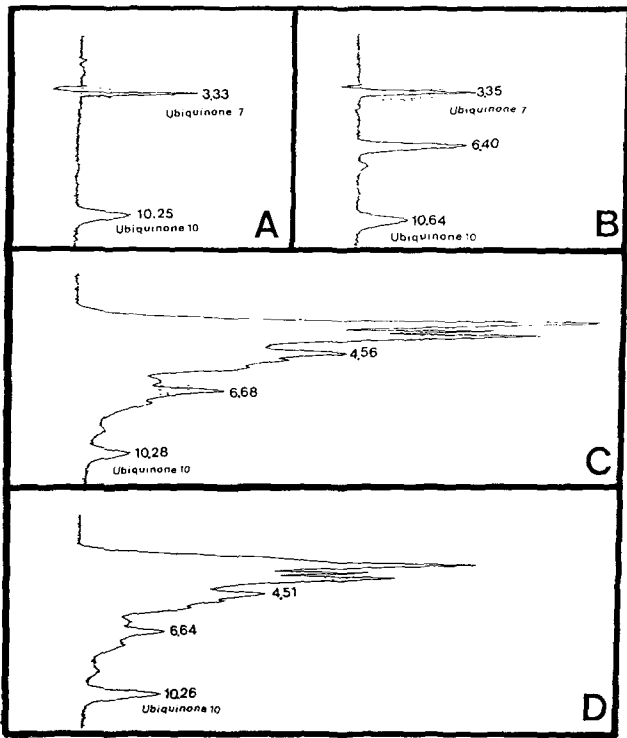 3,33
Ubiquinone 7
10,25
Ubiquinone 10
A
3,35
Ubiquinone 7
6,40
10,64
Ubiquinone 10
B
4,56
6,68
10,28
Ubiquinone 10
C
4,51
6,64
10,26
Ubiquinone 10
D